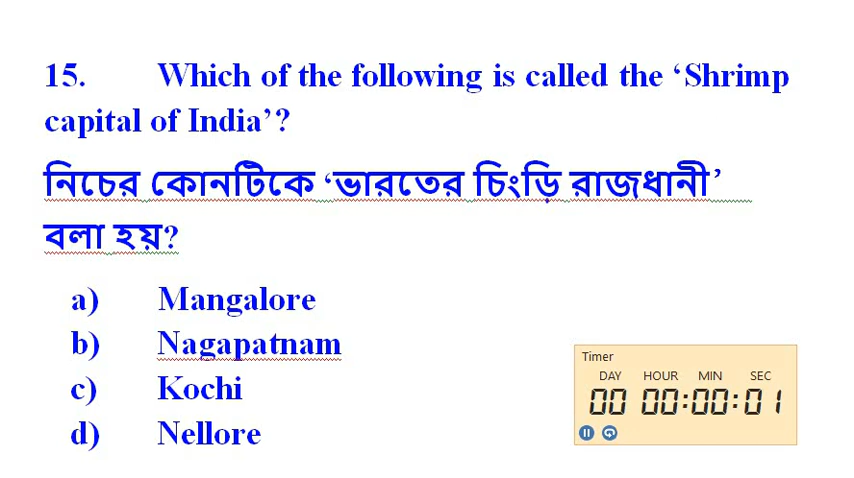 15. Which of the following is called the ‘Shrimp
capital of India’?
নিচের কোনটিকে ‘ভারতের চিংড়ি রাজধানী’
বলা হয়?
a) Mangalore
b) Nagapatnam
c) Kochi
d) Nellore
Timer
DAY HOUR MIN SEC
00 00:00:01